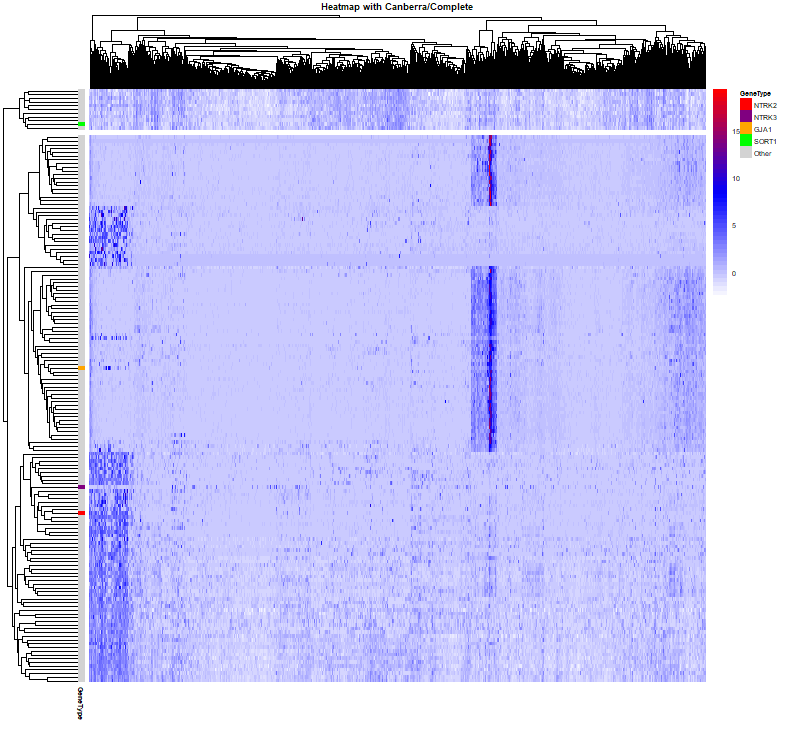 Heatmap with Canberra/Complete
GeneType
NTRK2
NTRK3
GJA1
SORT1
Other
15
10
5
0
GeneType